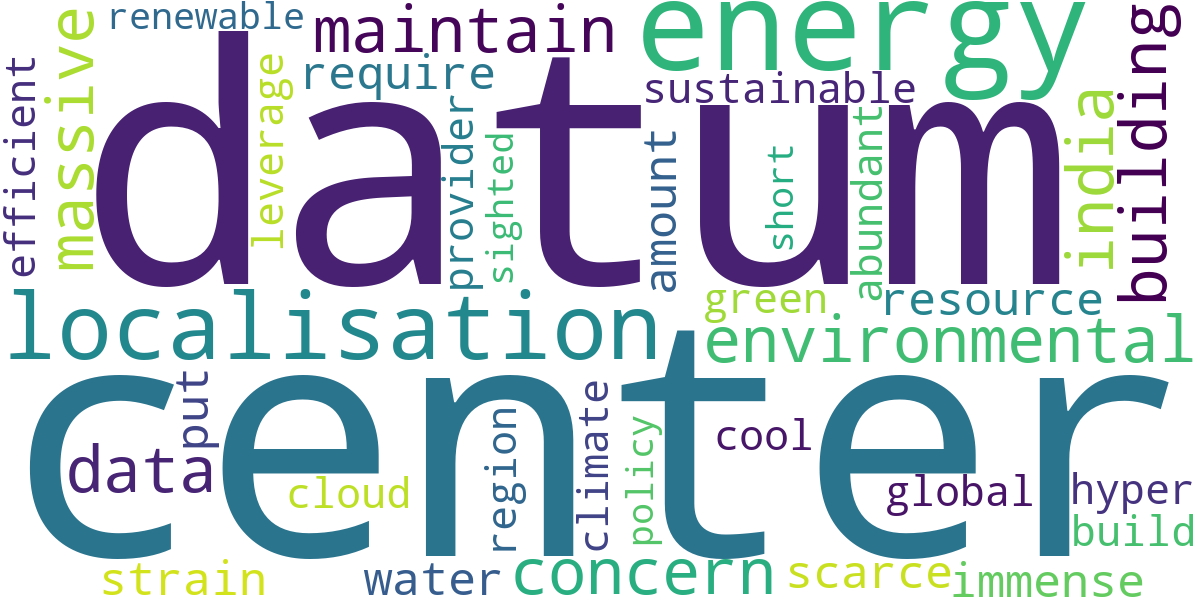 renewable
maintain
energy
building
efficient
massive
leverage
require
sustainable
datum
provider
sighted
amount
short
abundant
india
localisation
green
resource
environmental
center
put
data
cloud
region
climate
policy
cool
global
hyper
build
strain
water
concern
scarce
immense